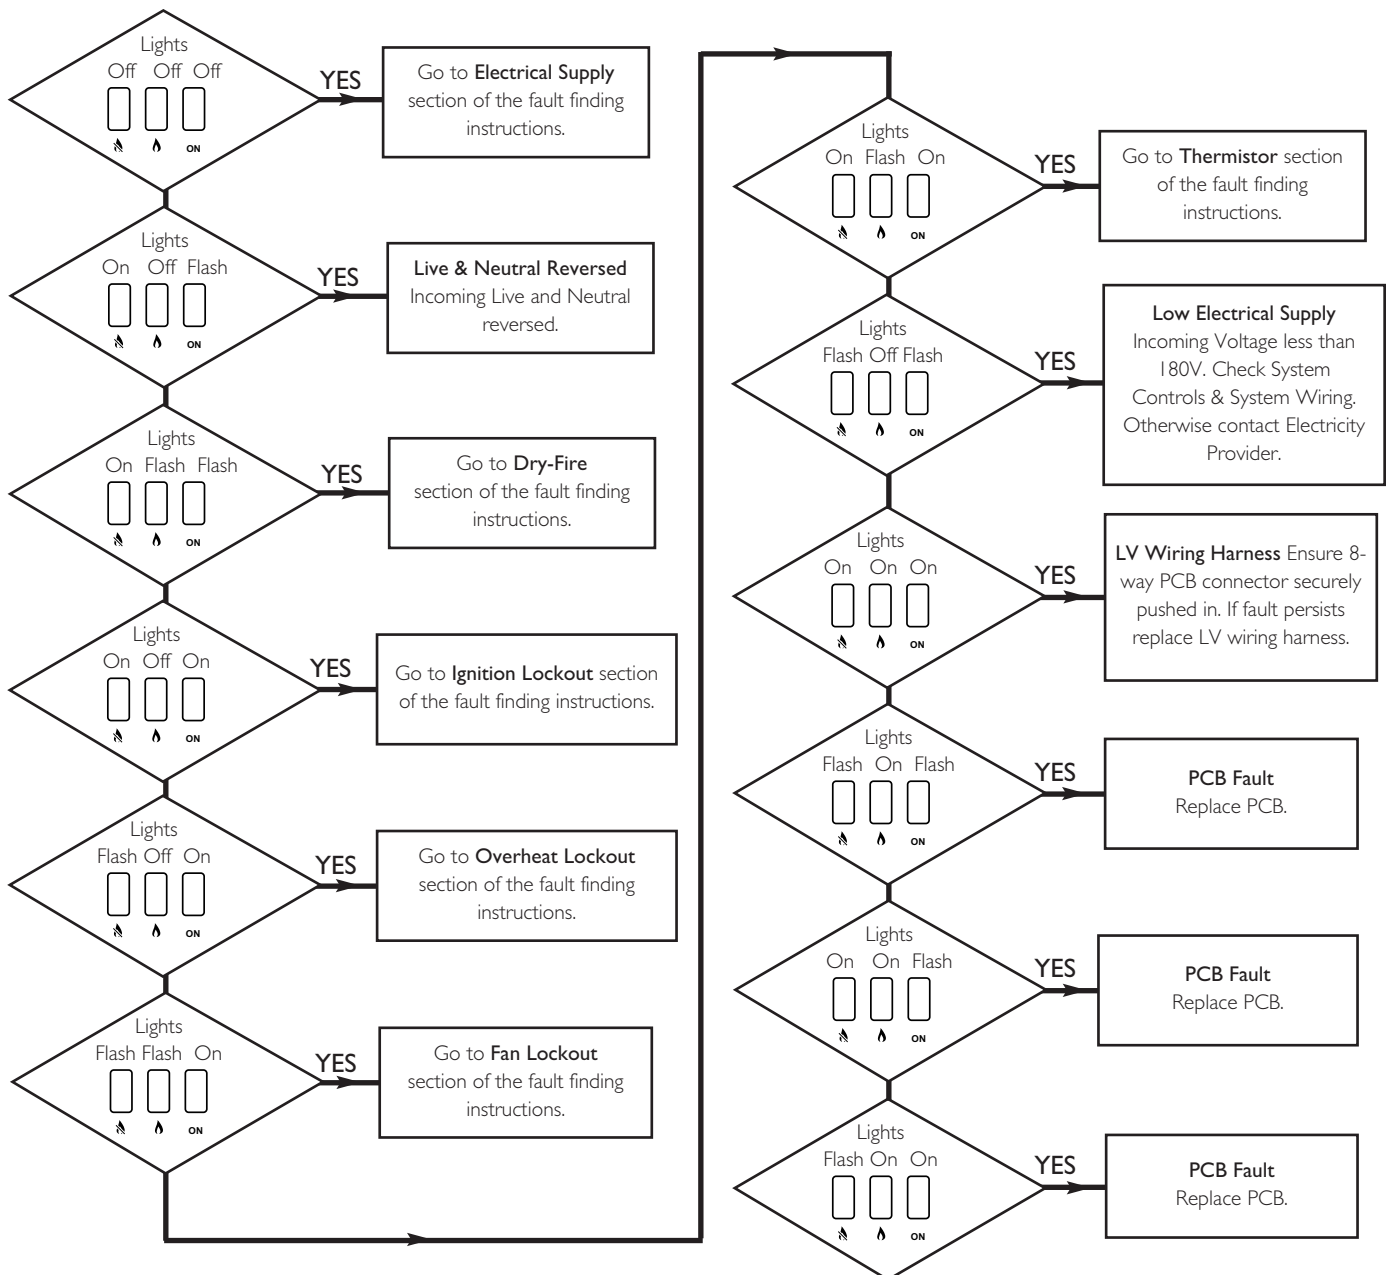 Lights
Off Off Off
ON
YES
Go to Electrical Supply
section of the fault finding
instructions.
Lights
On Off Flash
ON
YES
Live & Neutral Reversed
Incoming Live and Neutral
reversed.
Lights
On Flash Flash
ON
YES
Go to Dry-Fire
section of the fault finding
instructions.
Lights
On Off On
ON
YES
Go to Ignition Lockout section
of the fault finding instructions.
Lights
Flash Off On
ON
YES
Go to Overheat Lockout
section of the fault finding
instructions.
Lights
Flash Flash On
ON
YES
Go to Fan Lockout
section of the fault finding
instructions.
Lights
On Flash On
ON
YES
Go to Thermistor section
of the fault finding
instructions.
Lights
Flash Off Flash
ON
YES
Low Electrical Supply
Incoming Voltage less than
180V. Check System
Controls & System Wiring.
Otherwise contact Electricity
Provider.
Lights
On On On
ON
YES
LV Wiring Harness Ensure 8-
way PCB connector securely
pushed in. If fault persists
replace LV wiring harness.
Lights
Flash On Flash
ON
YES
PCB Fault
Replace PCB.
Lights
On On Flash
ON
YES
PCB Fault
Replace PCB.
Lights
Flash On On
ON
YES
PCB Fault
Replace PCB.